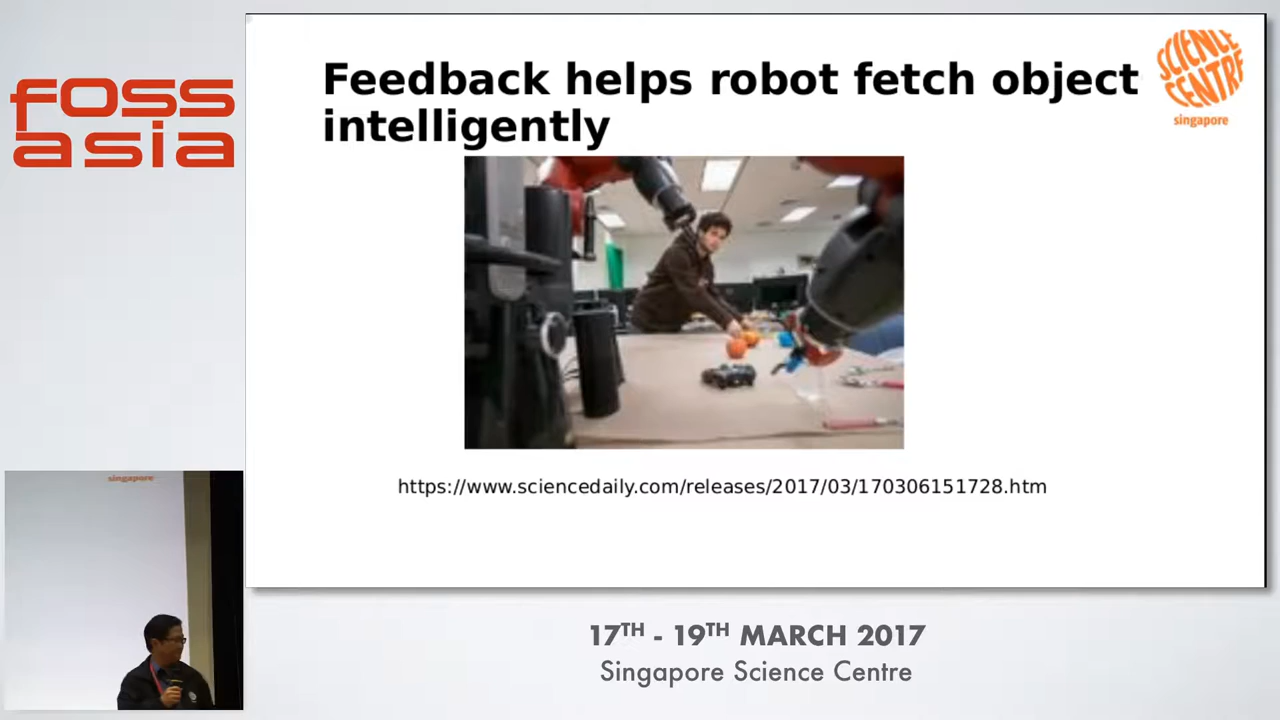 foss
asia
Feedback helps robot fetch object
intelligently
SCIENCE
CENTRE
singapore
https://www.sciencedaily.com/releases/2017/03/170306151728.htm
singapore
17TH - 19TH MARCH 2017
Singapore Science Centre